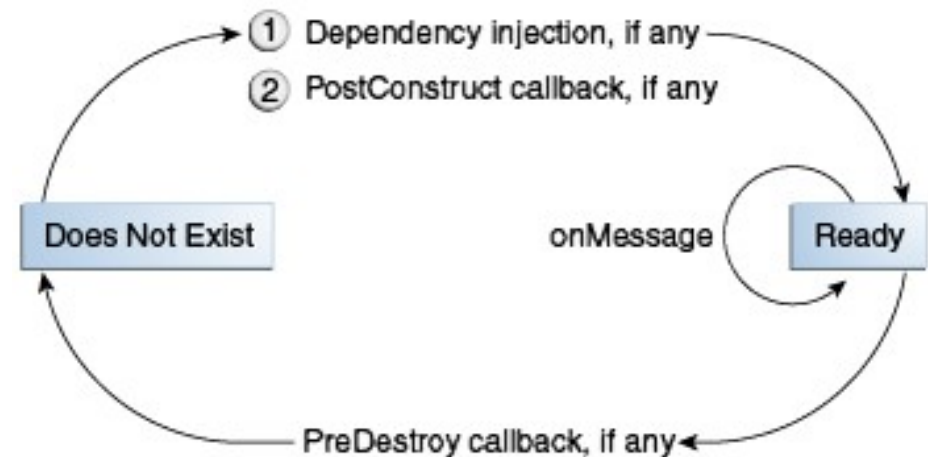 1 Dependency injection, if any
2 PostConstruct callback, if any
Does Not Exist
onMessage
Ready
PreDestroy callback, if any